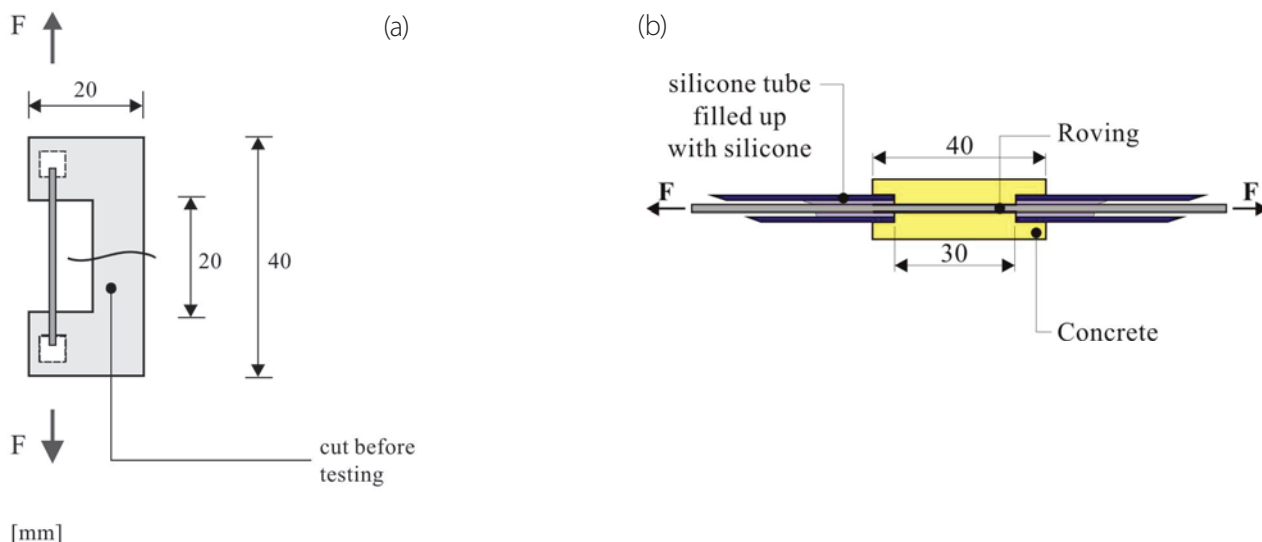 F
(a)
20
20
40
F
cut before
testing
[mm]
(b)
silicone tube
filled up
with silicone
40
Roving
F
F
30
Concrete